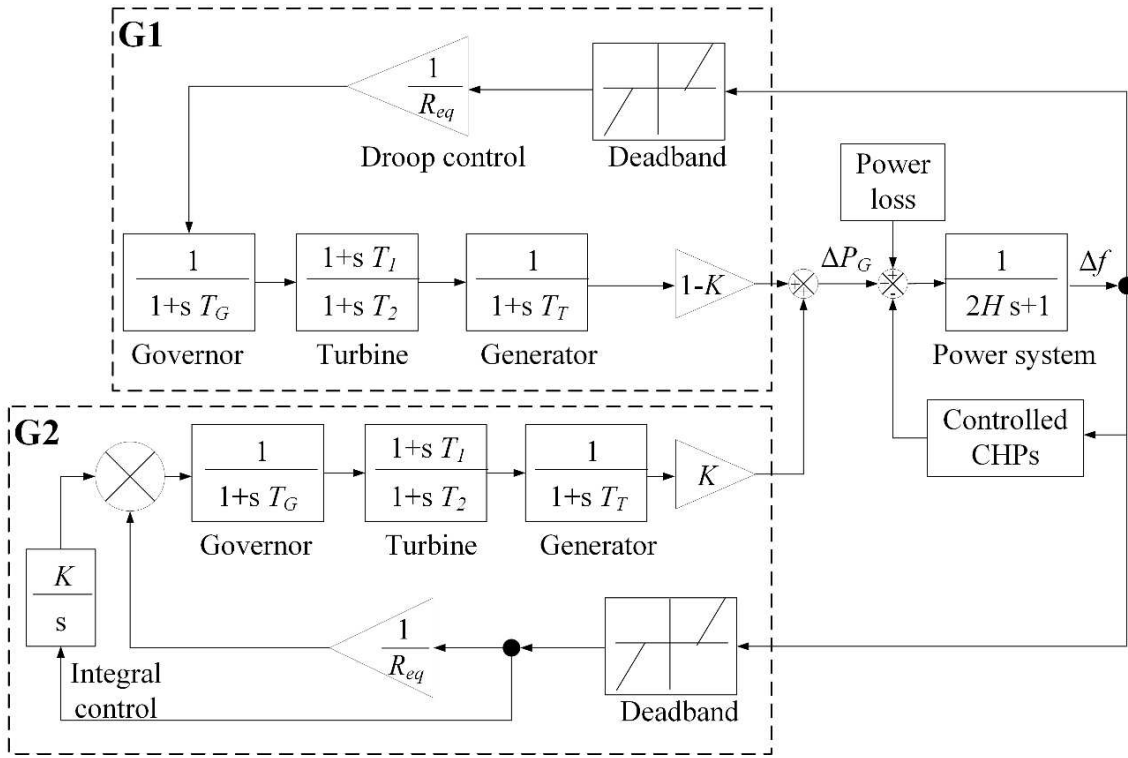 G1
1
R_eq
Droop control
Deadband
Power
loss
1
1+s T_G
Governor
1+s T_1
1+s T_2
Turbine
1
1+s T_T
Generator
1-K
+
+
ΔP_G
+
-
1
2H s+1
Power system
Δf
Controlled
CHPs
G2
1
1+s T_G
Governor
1+s T_1
1+s T_2
Turbine
1
1+s T_T
Generator
K
K
s
Integral
control
1
R_eq
Deadband